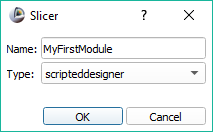 Slicer ? ×
Name: MyFirstModule
Type: scripteddesigner
OK Cancel